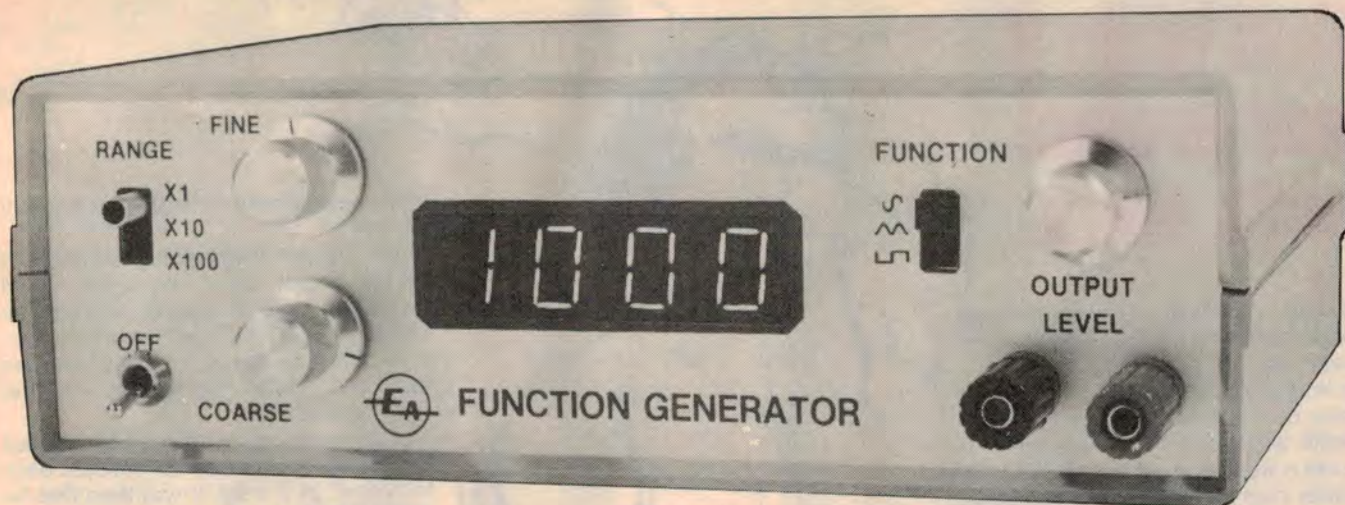 FINE
RANGE
X1
X10
X100
OFF
COARSE
1000
EA FUNCTION GENERATOR
FUNCTION
OUTPUT
LEVEL